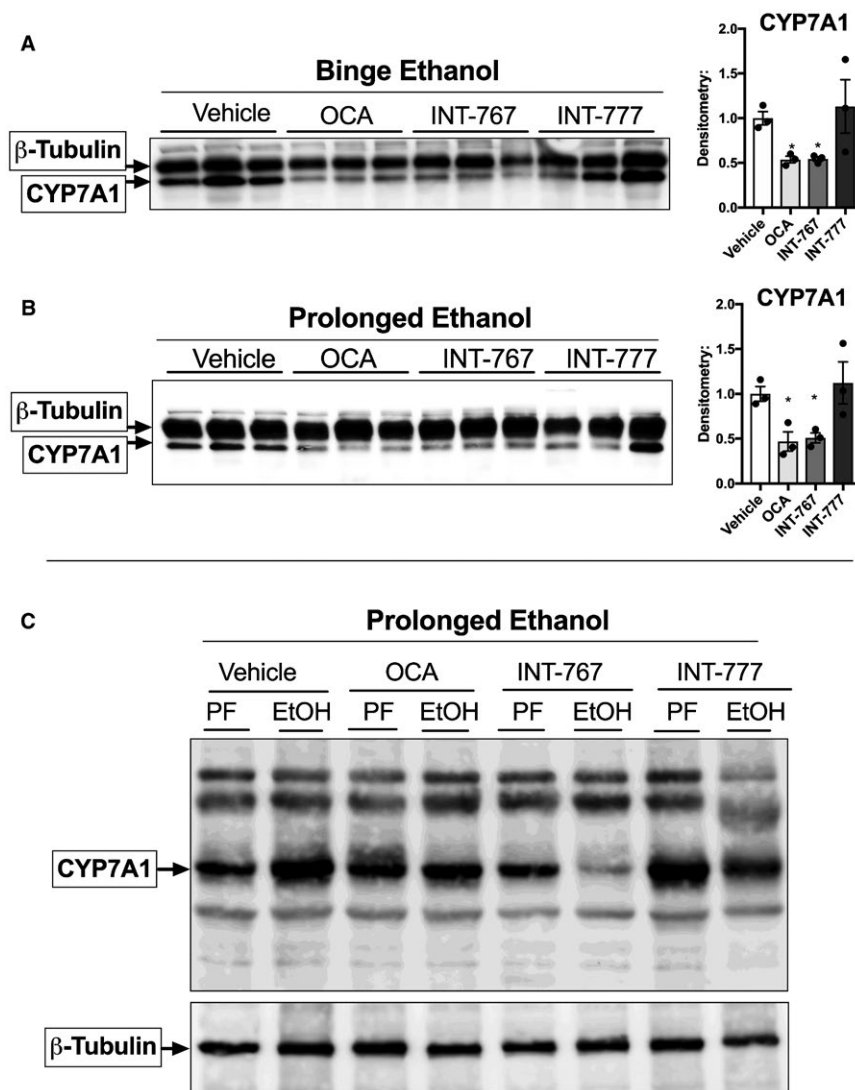 A
Binge Ethanol
Vehicle OCA INT-767 INT-777
β-Tubulin
CYP7A1
CYP7A1
Densitometry:
2.0
1.5
1.0
0.5
0.0
* *
Vehicle
OCA
INT-767
INT-777
B
Prolonged Ethanol
Vehicle OCA INT-767 INT-777
β-Tubulin
CYP7A1
CYP7A1
Densitometry:
2.0
1.5
1.0
0.5
0.0
* *
Vehicle
OCA
INT-767
INT-777
C
Prolonged Ethanol
Vehicle OCA INT-767 INT-777
PF EtOH PF EtOH PF EtOH PF EtOH
CYP7A1
β-Tubulin